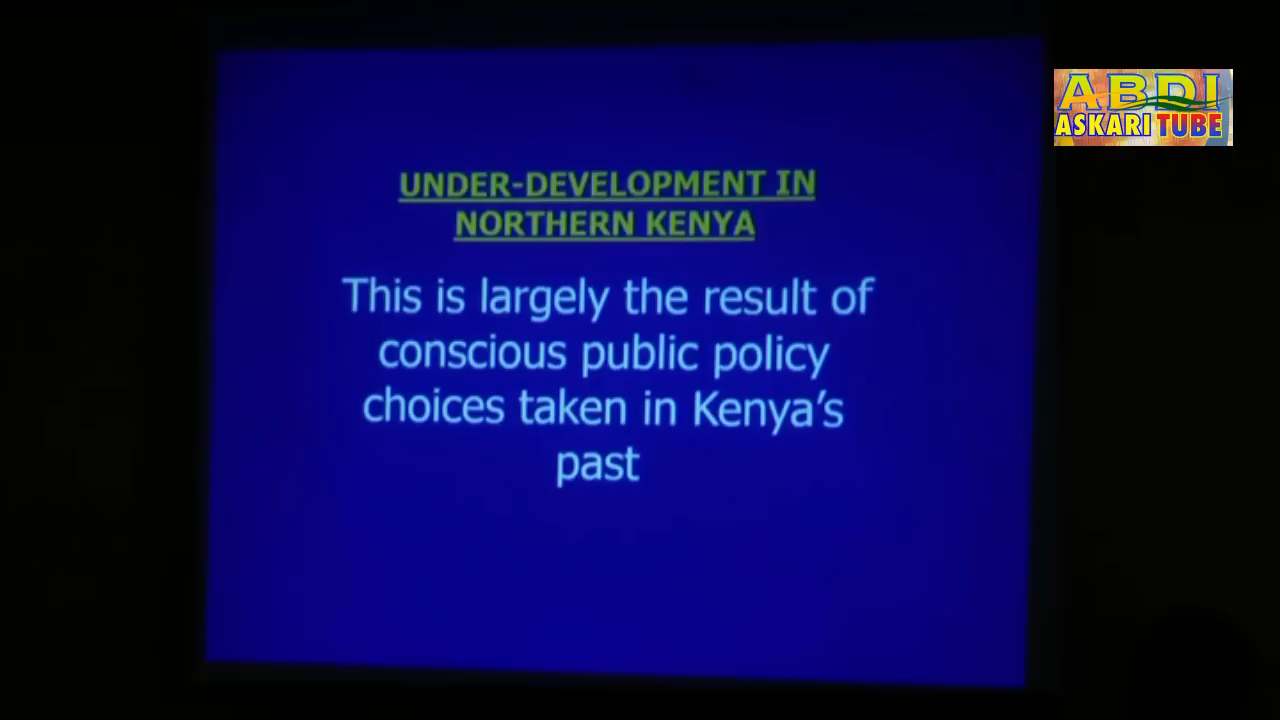 ABDI
ASKARI TUBE
UNDER-DEVELOPMENT IN
NORTHERN KENYA
This is largely the result of
conscious public policy
choices taken in Kenya's
past